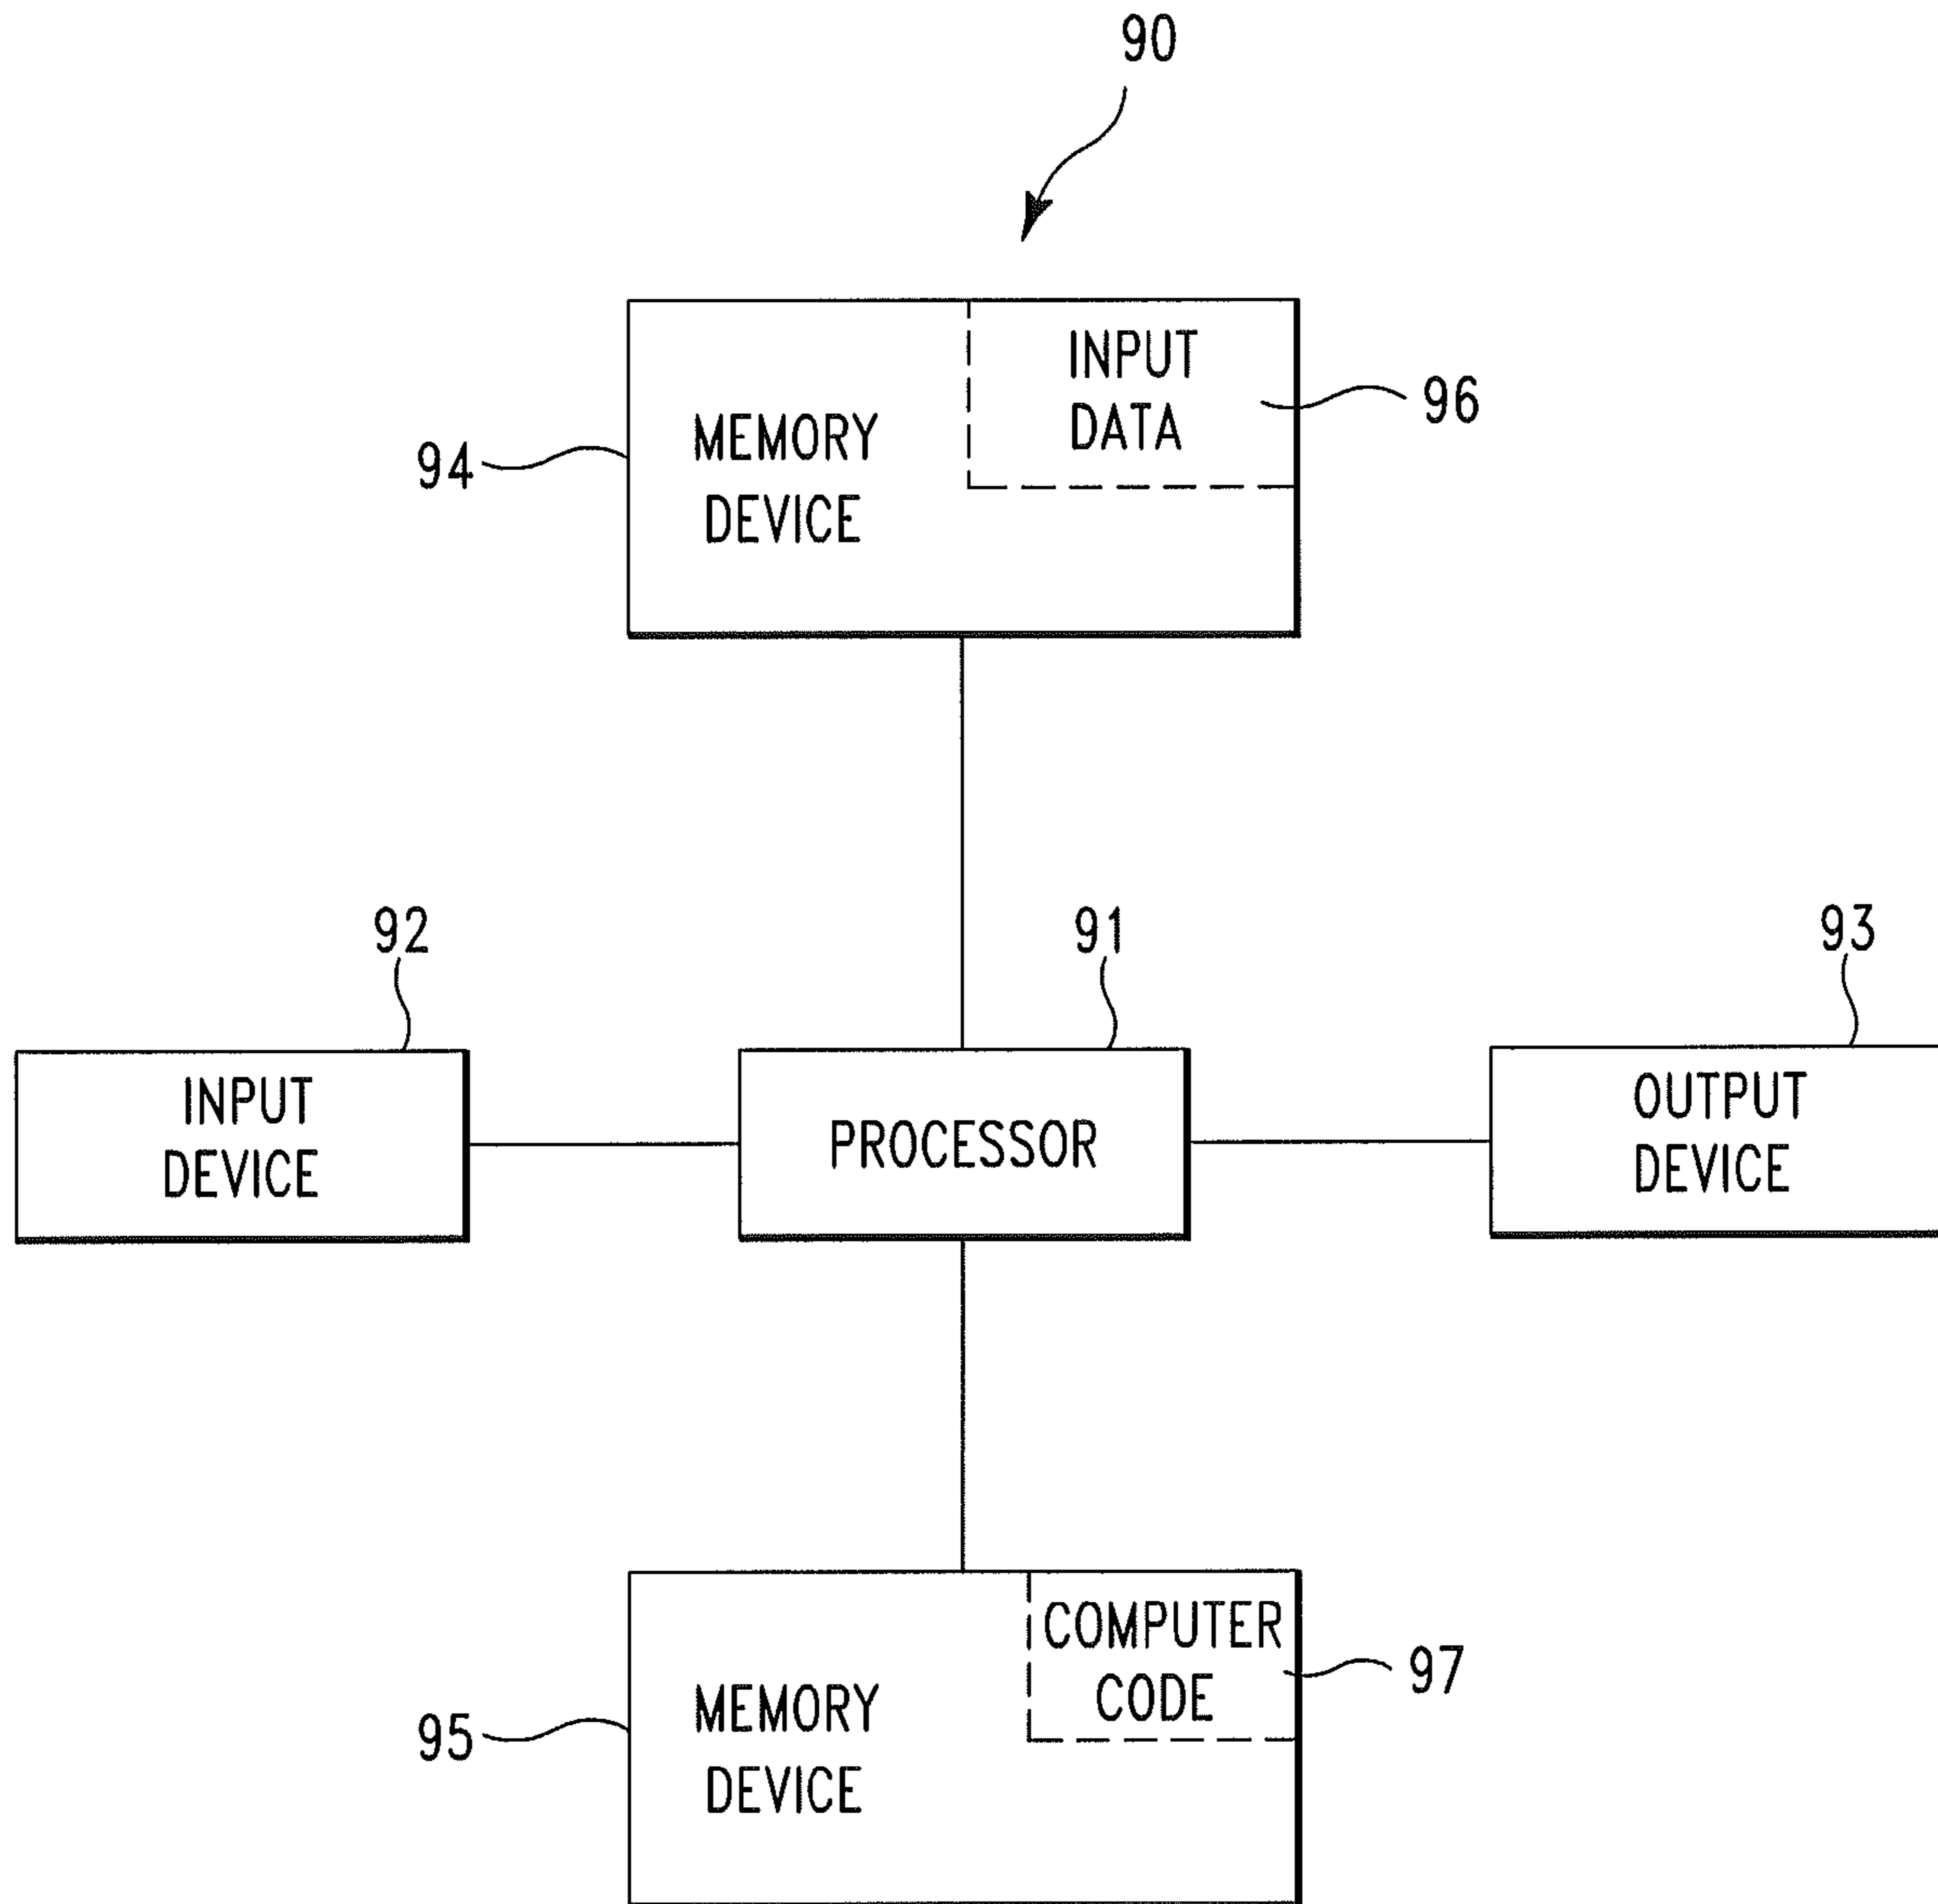 90
INPUT
DATA
96
94
MEMORY
DEVICE
92
91
93
INPUT
DEVICE
PROCESSOR
OUTPUT
DEVICE
COMPUTER
CODE
97
95
MEMORY
DEVICE